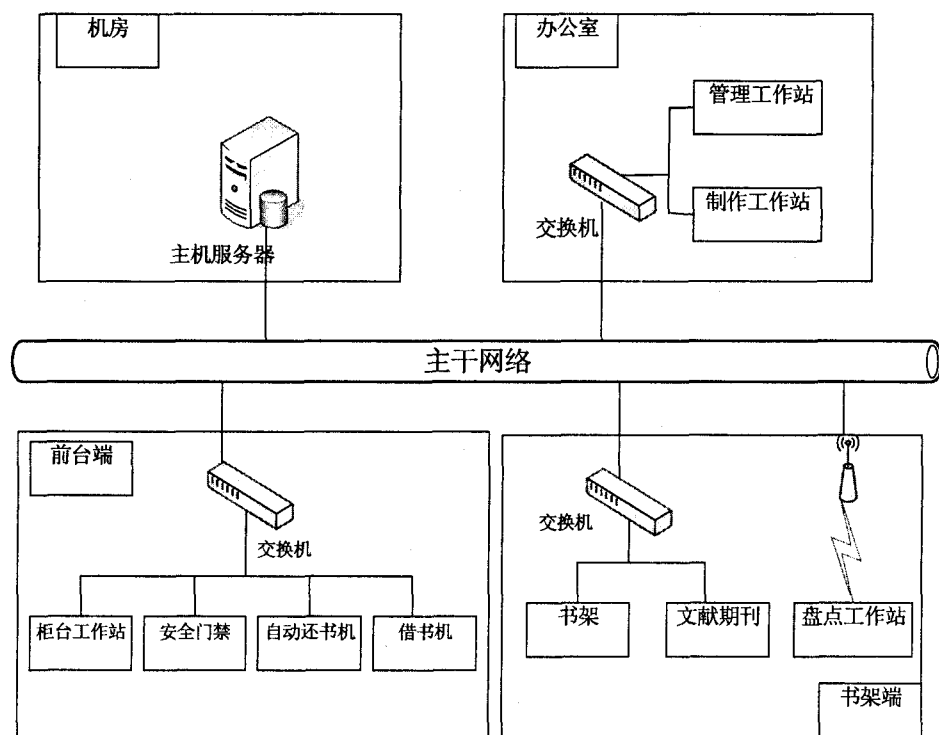 机房
主机服务器
办公室
管理工作站
制作工作站
交换机
主干网络
前台端
交换机
柜台工作站
安全门禁
自动还书机
借书机
交换机
书架
文献期刊
盘点工作站
书架端